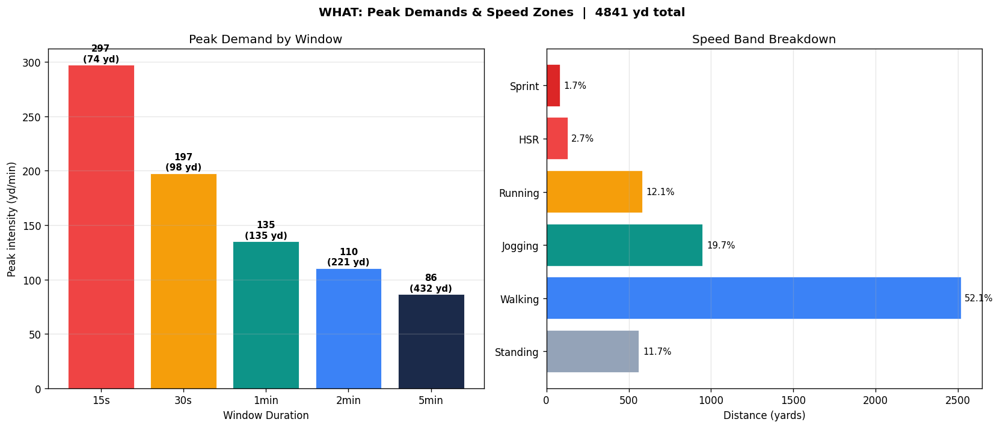 WHAT: Peak Demands & Speed Zones | 4841 yd total
Peak Demand by Window
Peak intensity (yd/min)
300
250
200
150
100
50
0
297
(74 yd)
197
(98 yd)
135
(135 yd)
110
(221 yd)
86
(432 yd)
15s
30s
1min
2min
5min
Window Duration
Speed Band Breakdown
Sprint
1.7%
HSR
2.7%
Running
12.1%
Jogging
19.7%
Walking
52.1%
Standing
11.7%
0
500
1000
1500
2000
2500
Distance (yards)